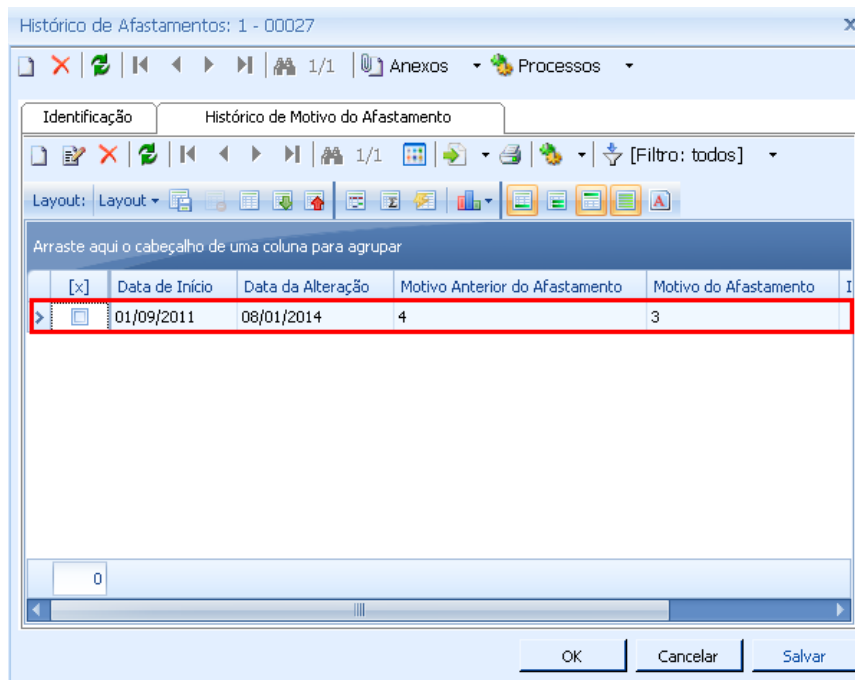 Histórico de Afastamentos: 1 - 00027 x
1/1 Anexos Processos
Identificação Histórico de Motivo do Afastamento
1/1 [Filtro: todos]
Layout: Layout Σ A
Arraste aqui o cabeçalho de uma coluna para agrupar
[x] Data de Início Data da Alteração Motivo Anterior do Afastamento Motivo do Afastamento I
01/09/2011 08/01/2014 4 3
0
OK Cancelar Salvar